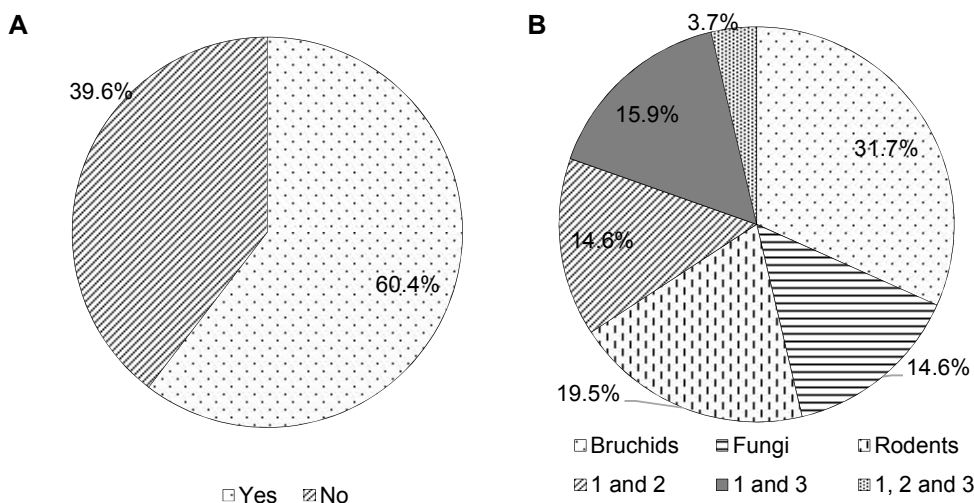 A
39.6%
60.4%
Yes No
B
3.7%
15.9%
31.7%
14.6%
14.6%
19.5%
Bruchids Fungi Rodents
1 and 2 1 and 3 1, 2 and 3